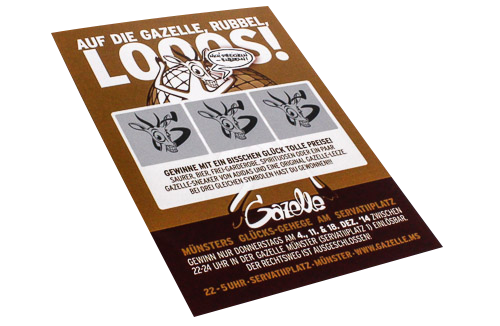 AUF DIE GAZELLE, RUBBEL,
LOOOS!
GEWINNE MIT EIN BISSCHEN GLÜCK TOLLE PREISE!
SAURER, BIER, FREI-GARDEROBE, SPIRITUOSEN ODER EIN PAAR
GAZELLE-SNEAKER VON ADIDAS UND EINE ORIGINAL GAZELLE-LEEZE.
BEI DREI GLEICHEN SYMBOLEN HAST DU GEWONNEN!!!
Gazelle
MÜNSTERS GLÜCKS-GEHEGE AM SERVATIIPLATZ
GEWINN NUR DONNERSTAGS AM 4., 11. & 18. DEZ. '14 ZWISCHEN
22-24 UHR IN DER GAZELLE MÜNSTER (SERVATIIPLATZ 1) EINLÖSBAR.
DER RECHTSWEG IST AUSGESCHLOSSEN!
22-5 UHR · SERVATIIPLATZ · MÜNSTER · WWW.GAZELLE.MS